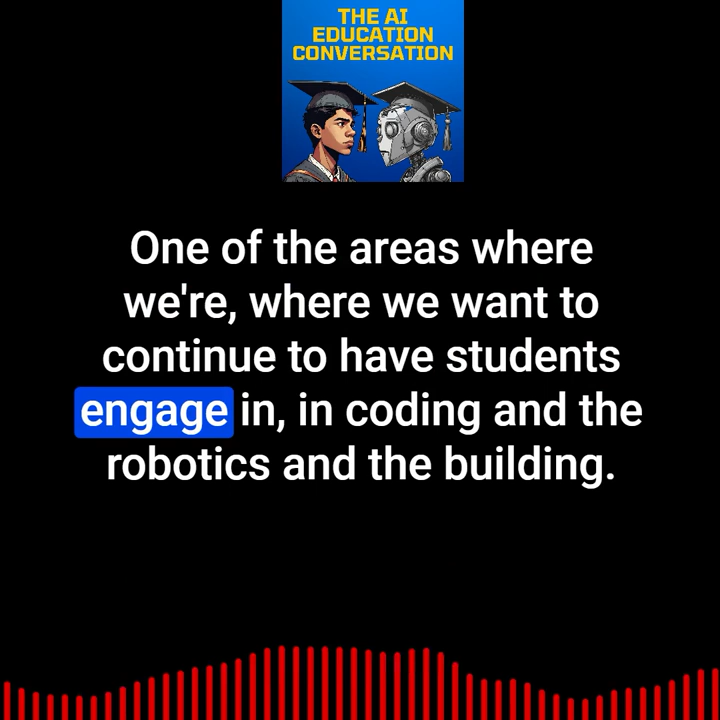 THE AI
EDUCATION
CONVERSATION
One of the areas where
we're, where we want to
continue to have students
engage in, in coding and the
robotics and the building.